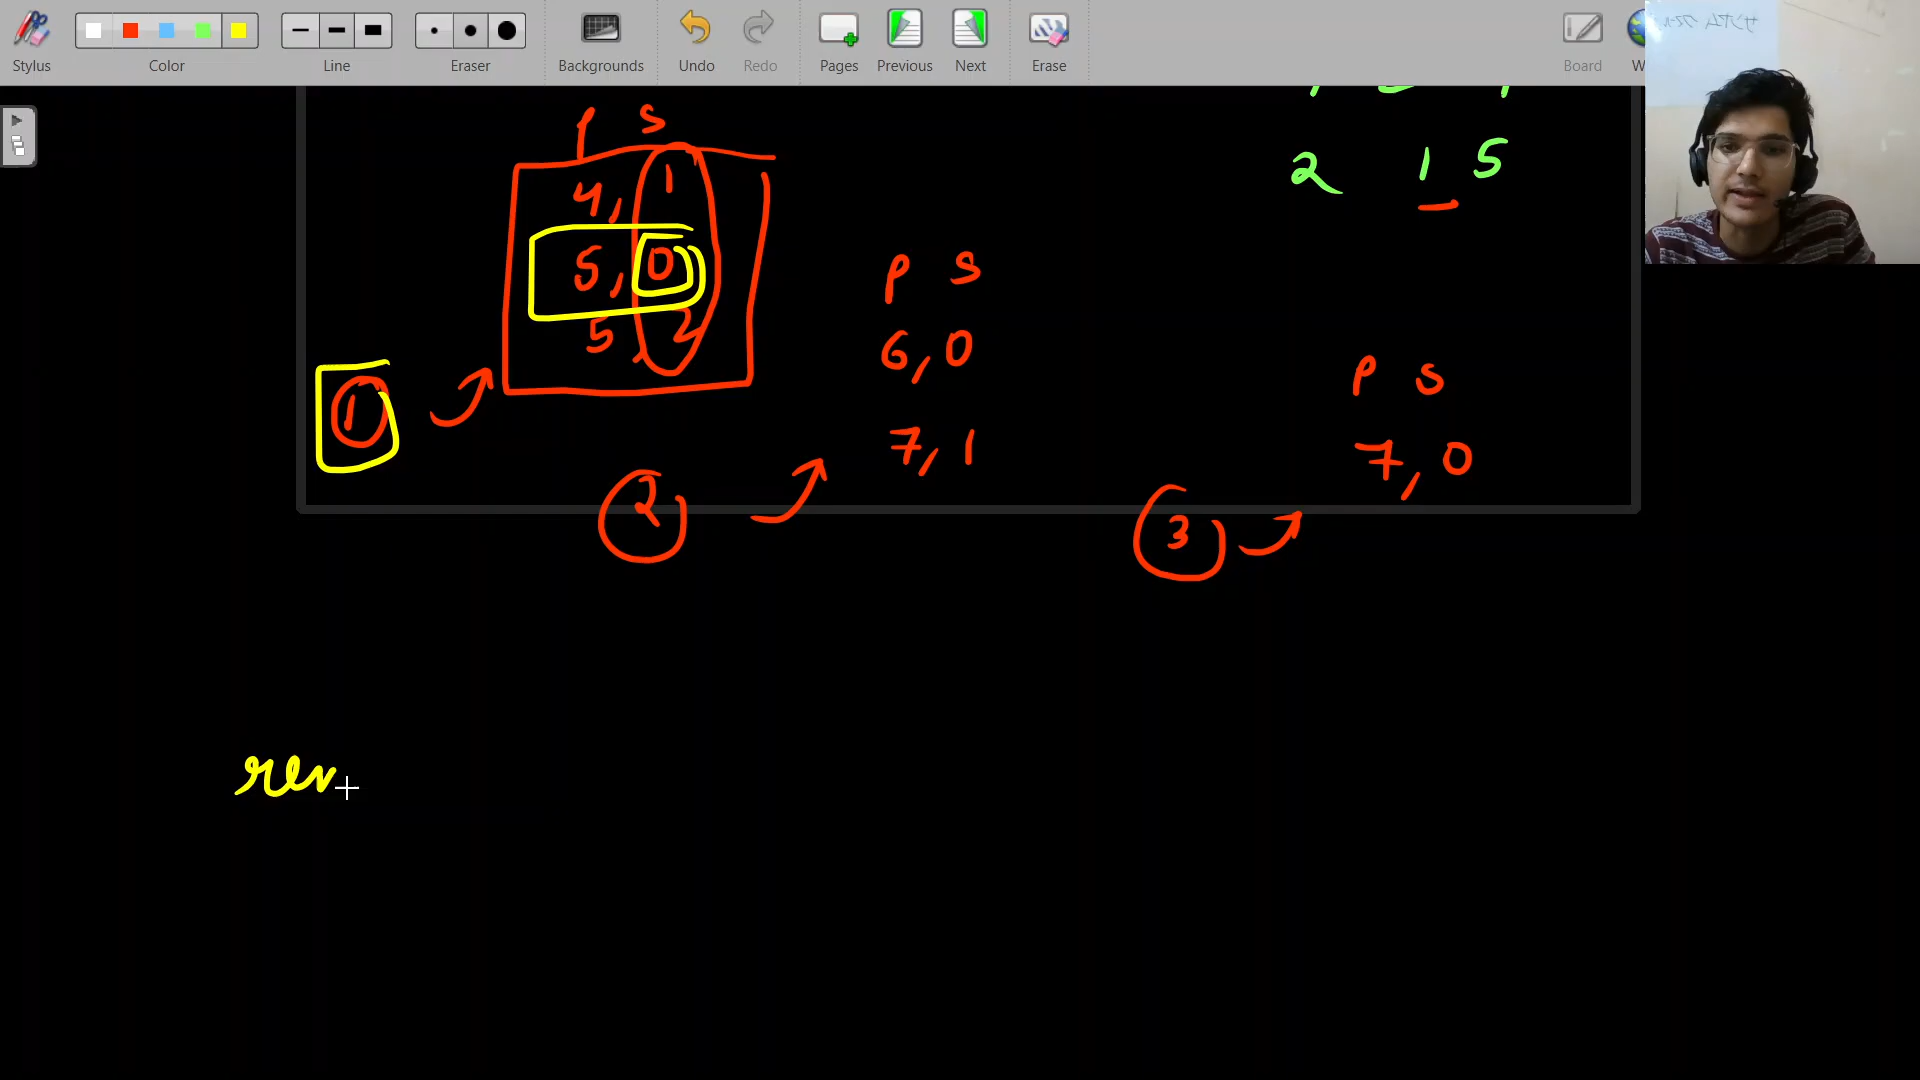 Stylus Color Line Eraser Backgrounds Undo Redo Pages Previous Next Erase Board W
P S
4, 1
5, 0
5, 2
1
2 1 5
P S
6, 0
7, 1
2
P S
7, 0
3
rev